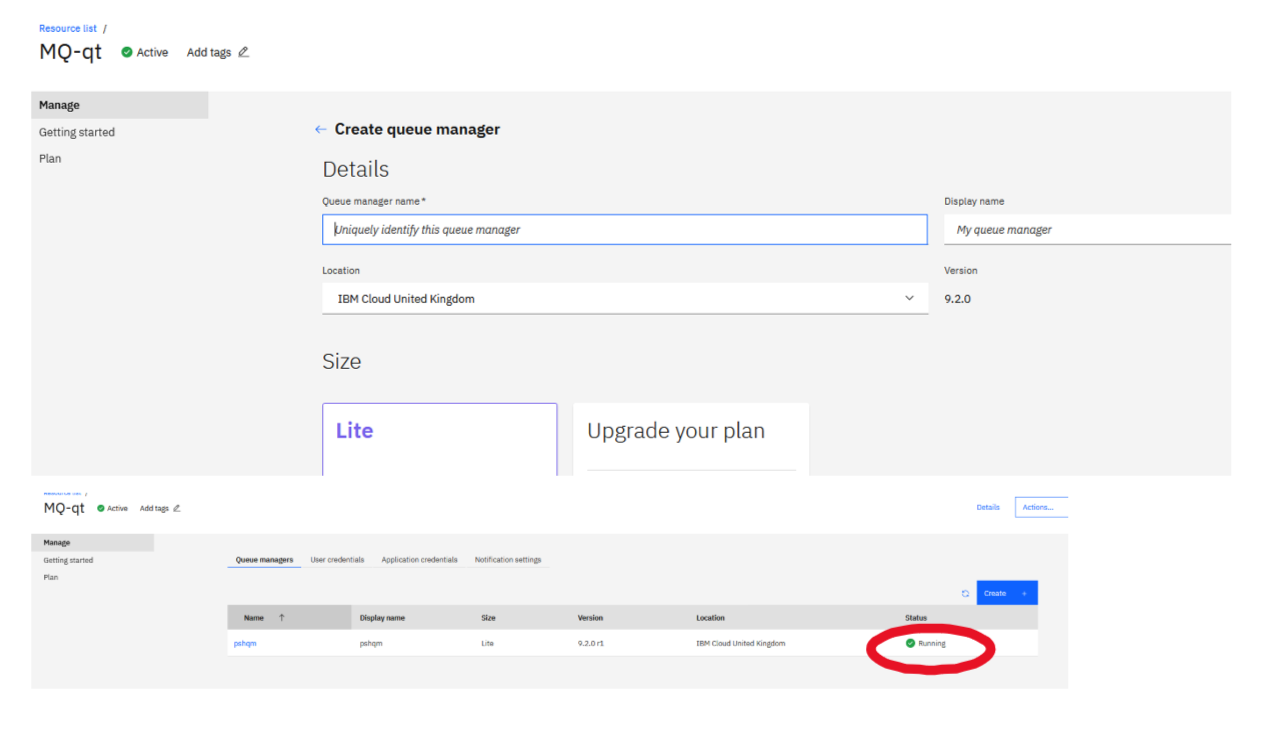 Resource list /
MQ-qt Active Add tags
Manage
Getting started
Plan
← Create queue manager
Details
Queue manager name *
Display name
Uniquely identify this queue manager
My queue manager
Location
Version
IBM Cloud United Kingdom
9.2.0
Size
Lite
Upgrade your plan
Resource list /
MQ-qt Active Add tags
Details Actions...
Manage
Getting started
Plan
Queue managers User credentials Application credentials Notification settings
Create +
Name ↑ Display name Size Version Location Status
pshqm pshqm Lite 9.2.0 r1 IBM Cloud United Kingdom Running